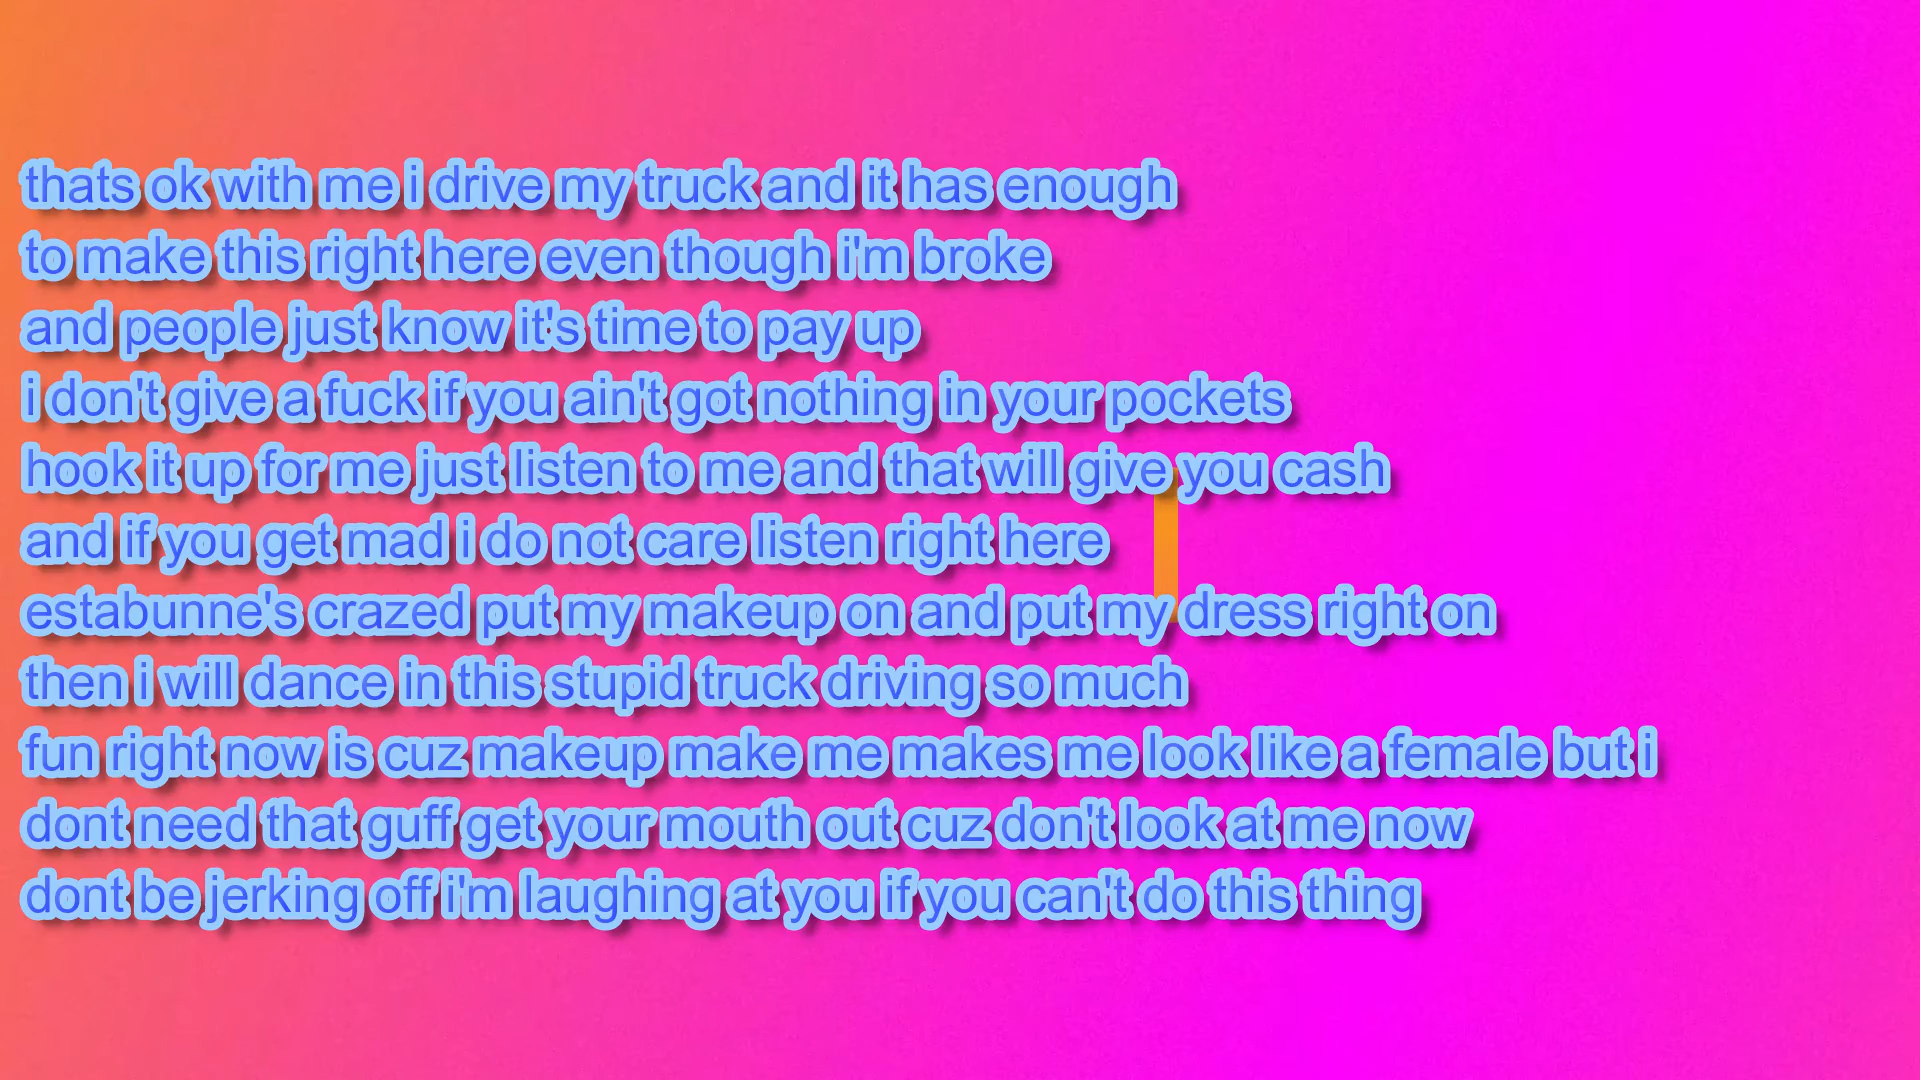 thats ok with me i drive my truck and it has enough
to make this right here even though i'm broke
and people just know it's time to pay up
i don't give a fuck if you ain't got nothing in your pockets
hook it up for me just listen to me and that will give you cash
and if you get mad i do not care listen right here
estabunne's crazed put my makeup on and put my dress right on
then i will dance in this stupid truck driving so much
fun right now is cuz makeup make me makes me look like a female but i
dont need that guff get your mouth out cuz don't look at me now
dont be jerking off i'm laughing at you if you can't do this thing